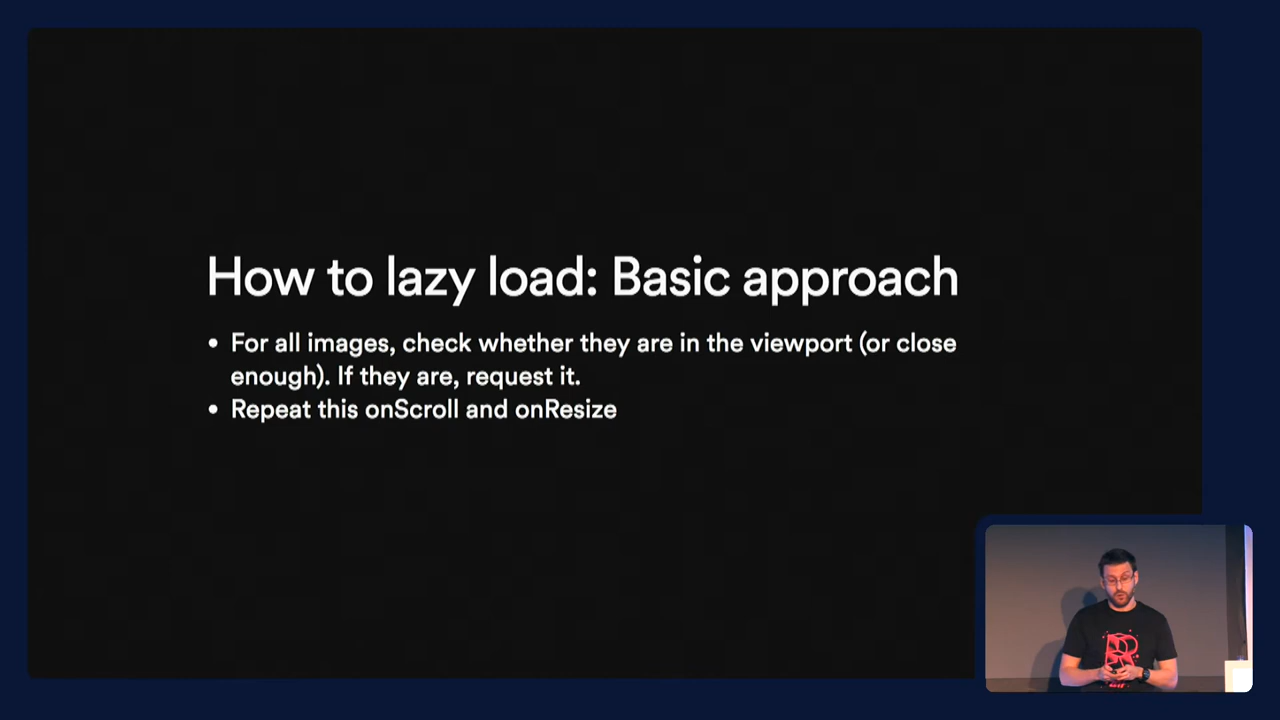 How to lazy load: Basic approach
• For all images, check whether they are in the viewport (or close
enough). If they are, request it.
• Repeat this onScroll and onResize